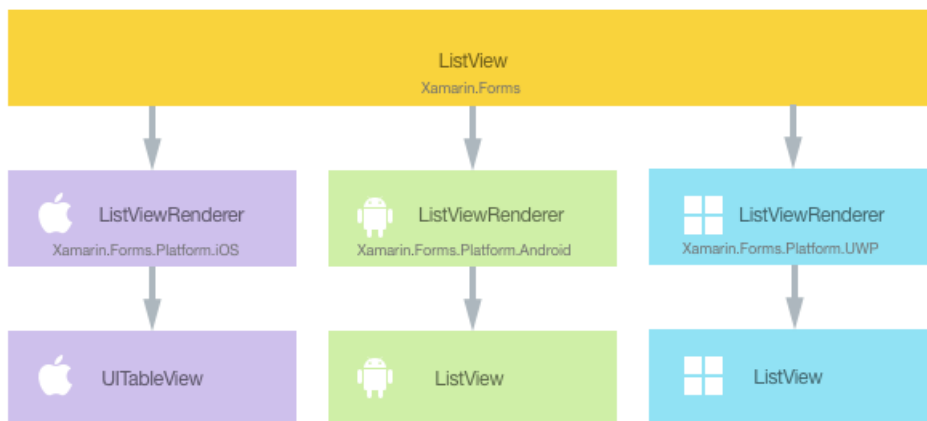 ListView
Xamarin.Forms
ListViewRenderer
Xamarin.Forms.Platform.iOS
ListViewRenderer
Xamarin.Forms.Platform.Android
ListViewRenderer
Xamarin.Forms.Platform.UWP
UITableView
ListView
ListView